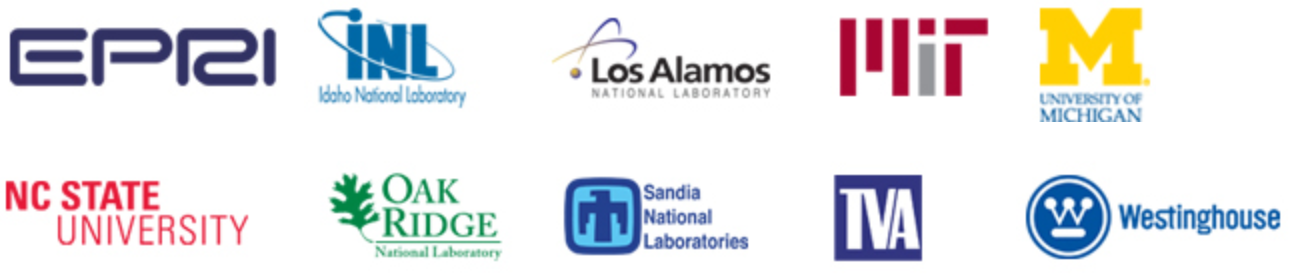 EPRI
INL
Idaho National Laboratory
Los Alamos
NATIONAL LABORATORY
MIT
M
UNIVERSITY OF
MICHIGAN
NC STATE
UNIVERSITY
OAK
RIDGE
National Laboratory
Sandia
National
Laboratories
TVA
W
Westinghouse